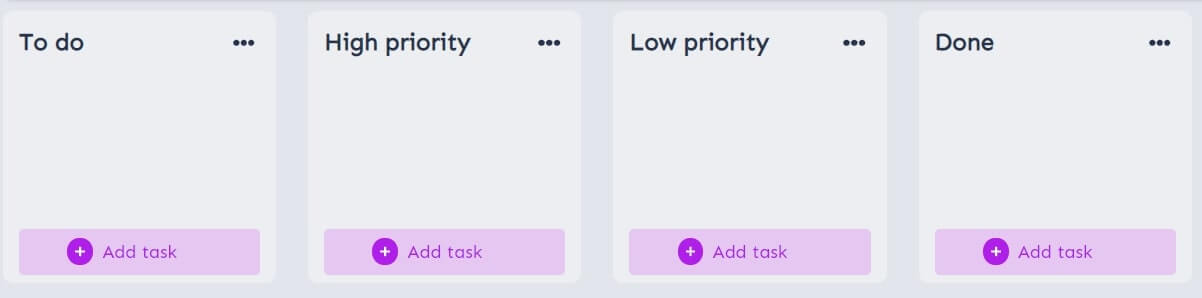 To do
High priority
Low priority
Done
+ Add task
+ Add task
+ Add task
+ Add task